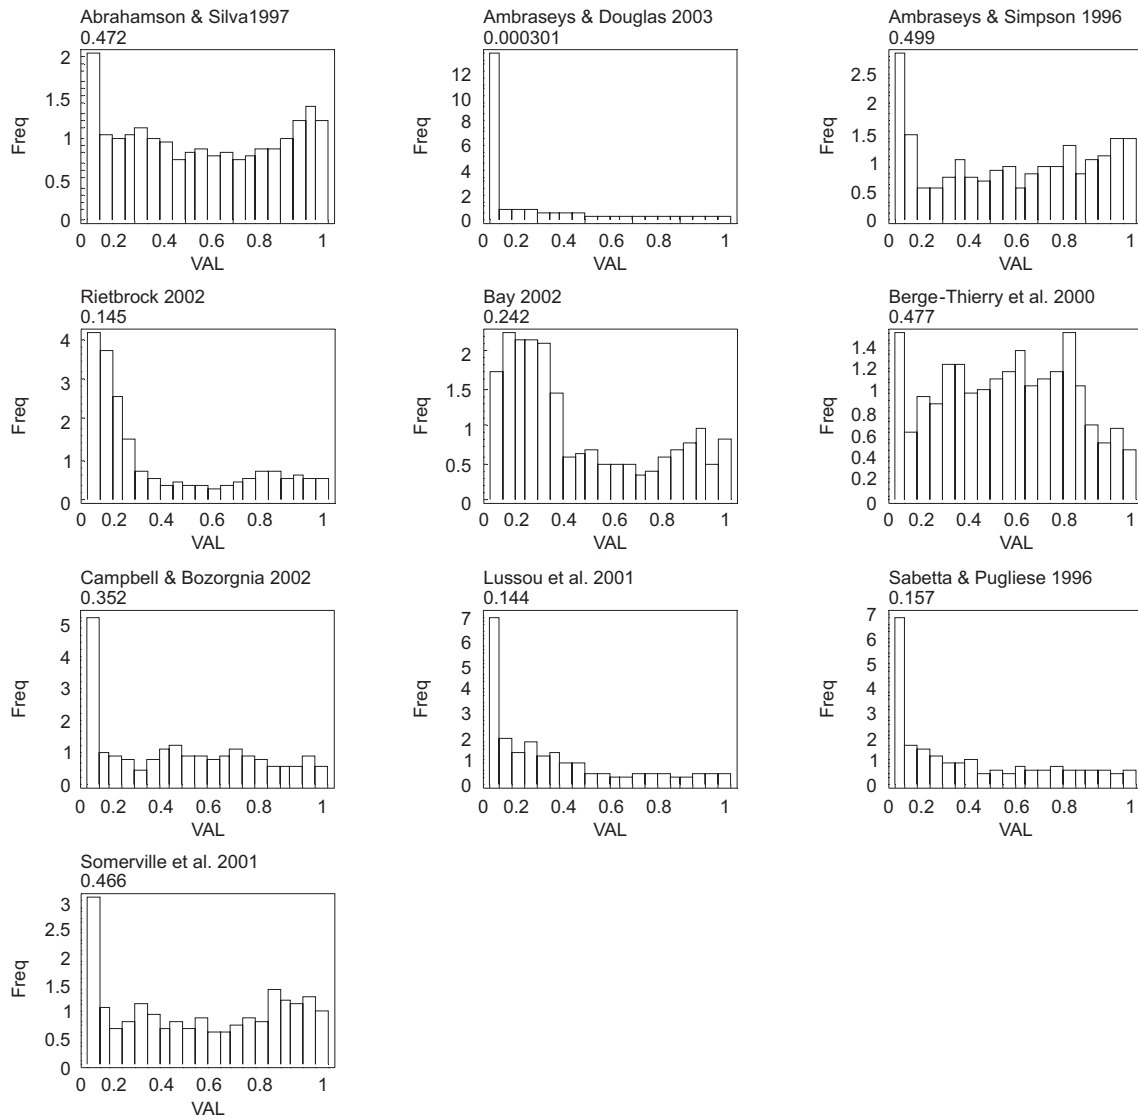 Abrahamson & Silva1997
0.472
2
1.5
1
0.5
0
Freq
0 0.2 0.4 0.6 0.8 1
VAL
Ambraseys & Douglas 2003
0.000301
12
10
8
6
4
2
0
Freq
0 0.2 0.4 0.6 0.8 1
VAL
Ambraseys & Simpson 1996
0.499
2.5
2
1.5
1
0.5
0
Freq
0 0.2 0.4 0.6 0.8 1
VAL
Rietbrock 2002
0.145
4
3
2
1
0
Freq
0 0.2 0.4 0.6 0.8 1
VAL
Bay 2002
0.242
2
1.5
1
0.5
0
Freq
0 0.2 0.4 0.6 0.8 1
VAL
Berge-Thierry et al. 2000
0.477
1.4
1.2
1
0.8
0.6
0.4
0.2
0
Freq
0 0.2 0.4 0.6 0.8 1
VAL
Campbell & Bozorgnia 2002
0.352
5
4
3
2
1
0
Freq
0 0.2 0.4 0.6 0.8 1
VAL
Lussou et al. 2001
0.144
7
6
5
4
3
2
1
0
Freq
0 0.2 0.4 0.6 0.8 1
VAL
Sabetta & Pugliese 1996
0.157
7
6
5
4
3
2
1
0
Freq
0 0.2 0.4 0.6 0.8 1
VAL
Somerville et al. 2001
0.466
3
2.5
2
1.5
1
0.5
0
Freq
0 0.2 0.4 0.6 0.8 1
VAL